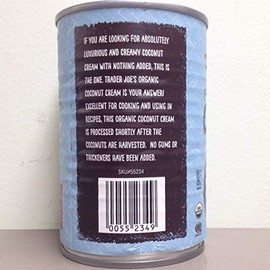 IF YOU ARE LOOKING FOR ABSOLUTELY
LUXURIOUS AND CREAMY COCONUT
CREAM WITH NOTHING ADDED, THIS IS
THE ONE. TRADER JOE'S ORGANIC
COCONUT CREAM IS YOUR ANSWER!
EXCELLENT FOR COOKING AND USING IN
RECIPES, THIS ORGANIC COCONUT CREAM
IS PROCESSED SHORTLY AFTER THE
COCONUTS ARE HARVESTED. NO GUMS OR
THICKENERS HAVE BEEN ADDED.
SKU#55234
00552349